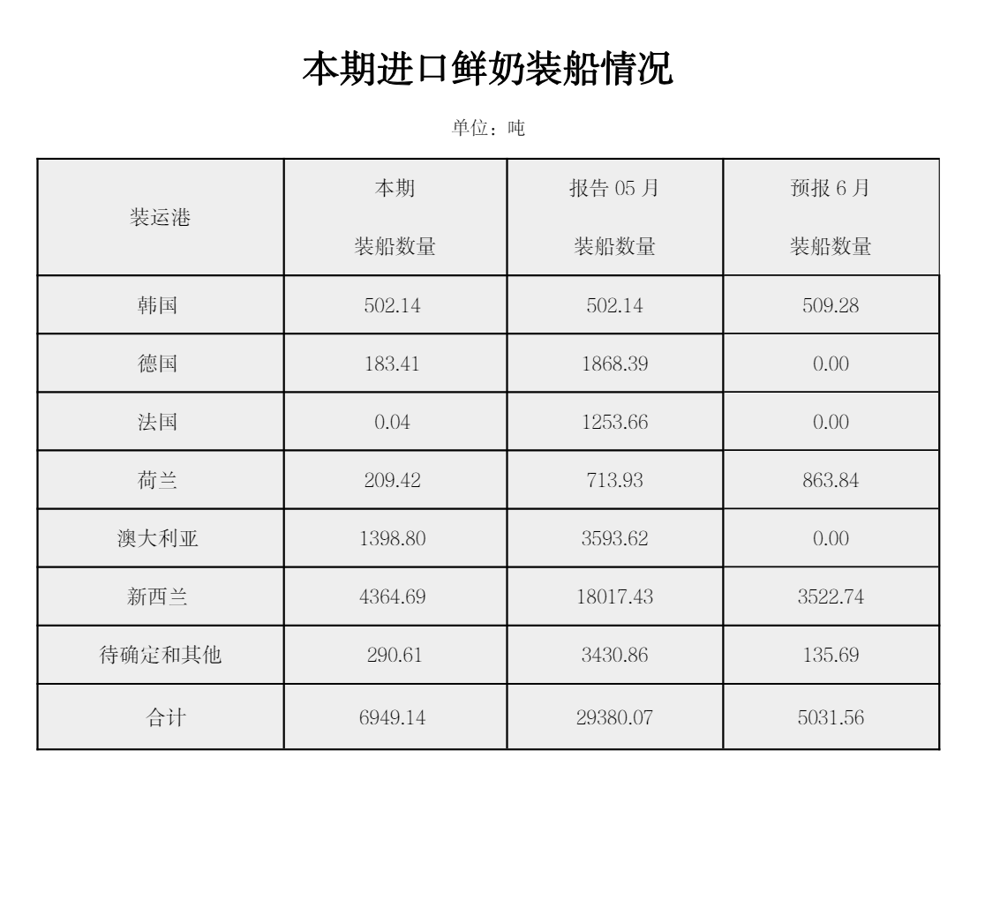 本期进口鲜奶装船情况
单位：吨
装运港 本期 装船数量 报告 05 月 装船数量 预报 6 月 装船数量
韩国 502.14 502.14 509.28
德国 183.41 1868.39 0.00
法国 0.04 1253.66 0.00
荷兰 209.42 713.93 863.84
澳大利亚 1398.80 3593.62 0.00
新西兰 4364.69 18017.43 3522.74
待确定和其他 290.61 3430.86 135.69
合计 6949.14 29380.07 5031.56